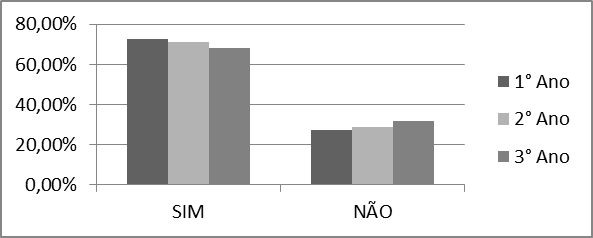 80,00%
60,00%
40,00%
20,00%
0,00%
SIM
NÃO
1° Ano
2° Ano
3° Ano